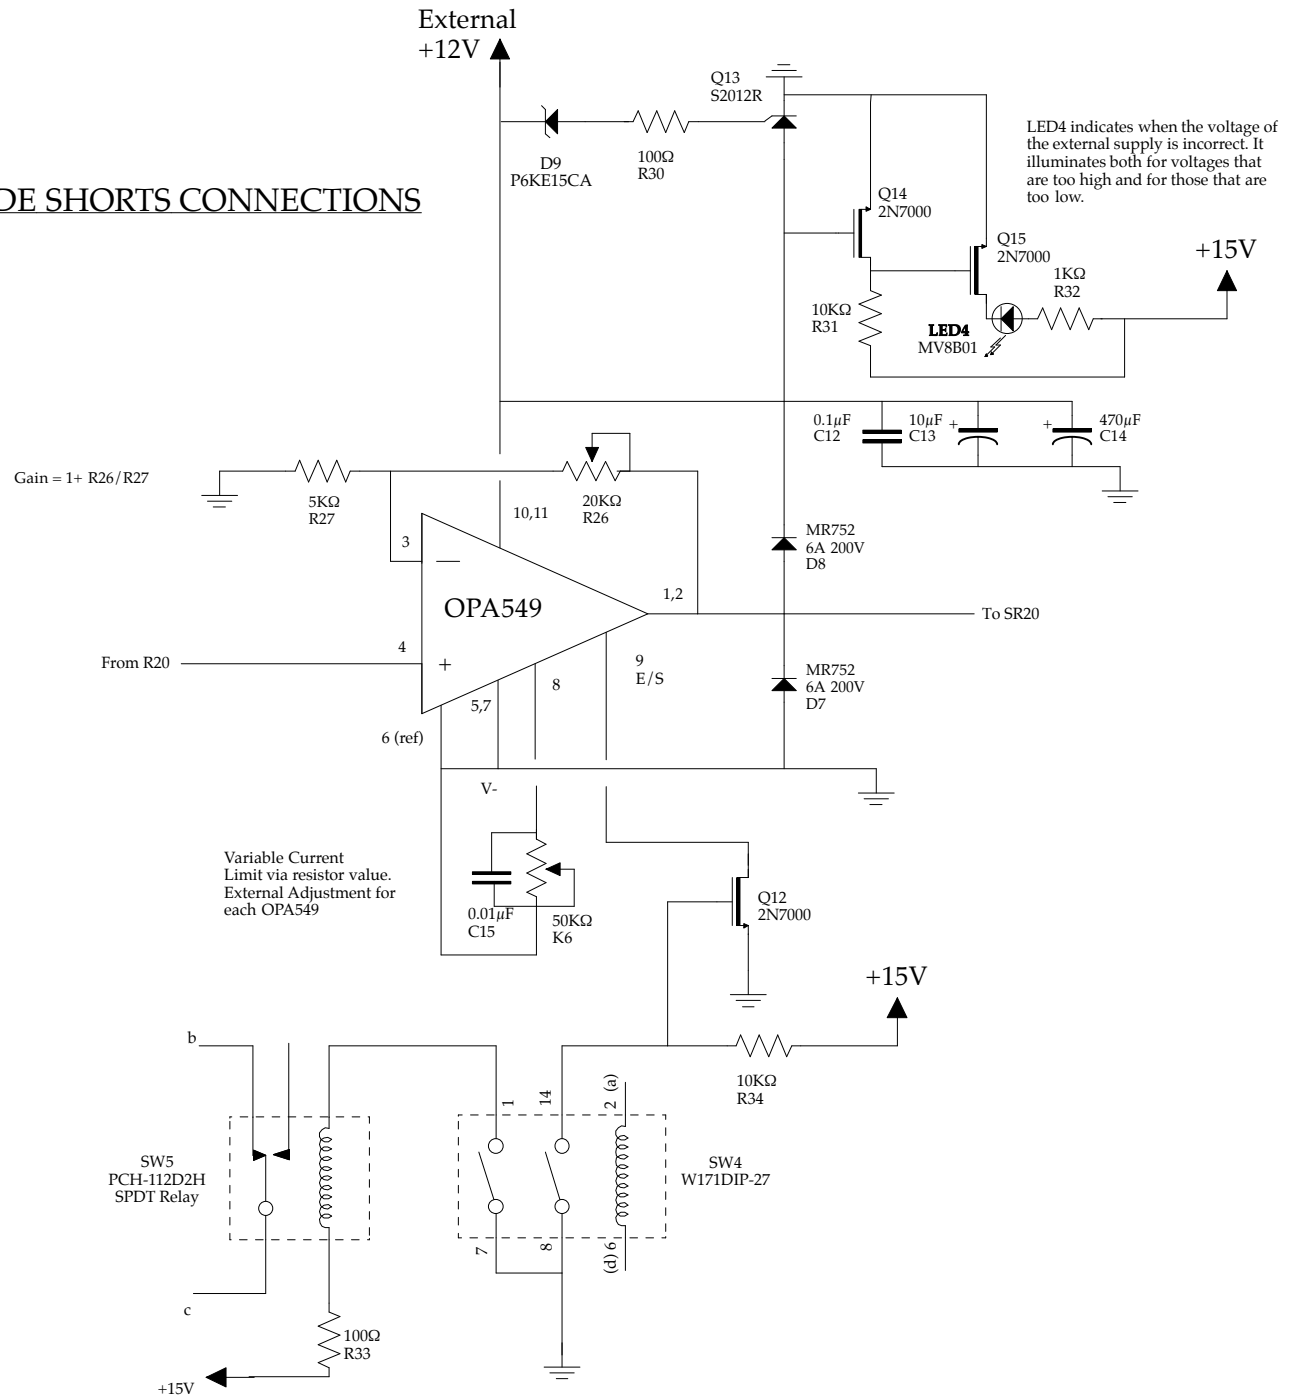 External
+12V
Q13
S2012R
D9
P6KE15CA
100Ω
R30
LED4 indicates when the voltage of
the external supply is incorrect. It
illuminates both for voltages that
are too high and for those that are
too low.
DE SHORTS CONNECTIONS
Q14
2N7000
Q15
2N7000
+15V
1KΩ
R32
10KΩ
R31
LED4
MV8B01
0.1µF
C12
10µF
C13
+
+
470µF
C14
Gain = 1+ R26/R27
5KΩ
R27
20KΩ
R26
10,11
3
MR752
6A 200V
D8
OPA549
1,2
To SR20
4
+
From R20
9
E/S
8
MR752
6A 200V
D7
5,7
6 (ref)
V-
Variable Current
Limit via resistor value.
External Adjustment for
each OPA549
0.01µF
C15
50KΩ
K6
Q12
2N7000
+15V
b
10KΩ
R34
1
14
2 (a)
SW5
PCH-112D2H
SPDT Relay
SW4
W171DIP-27
7
8
(d) 6
c
100Ω
R33
+15V